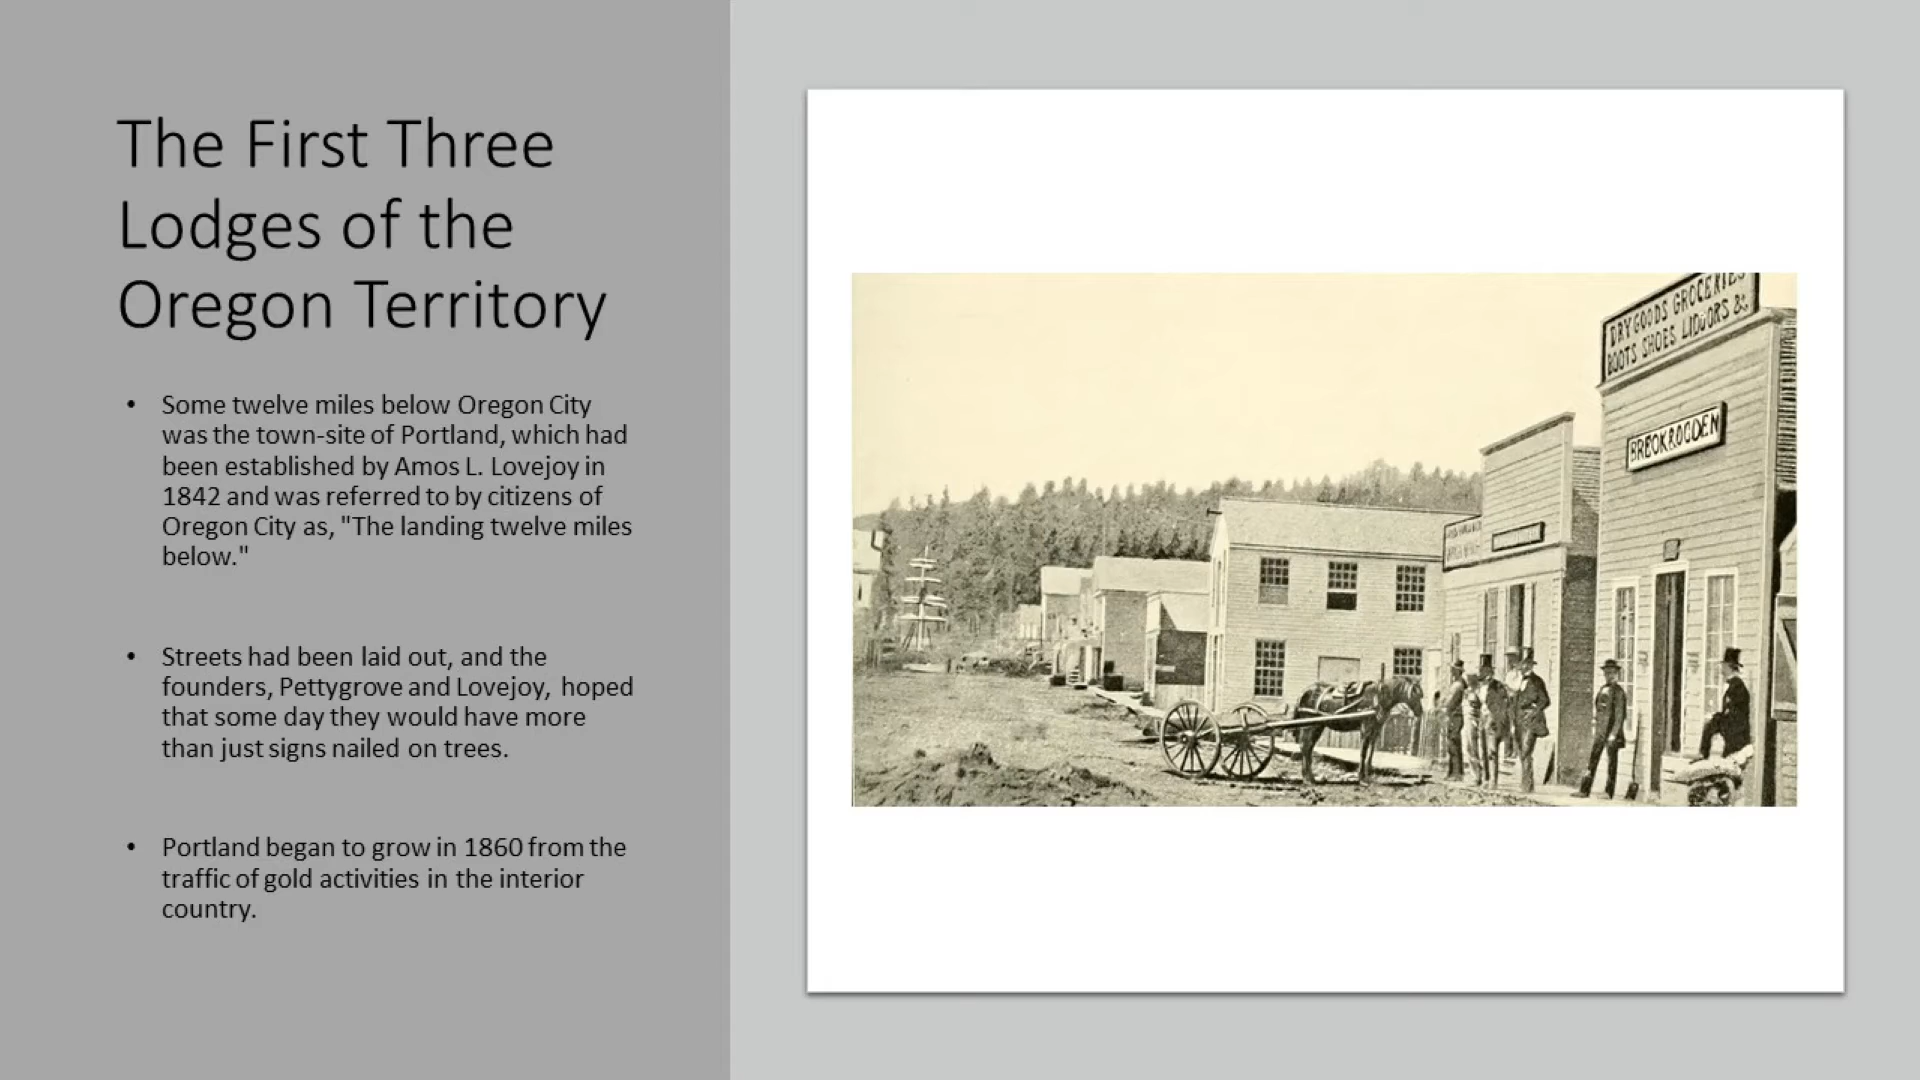 The First Three
Lodges of the
Oregon Territory
• Some twelve miles below Oregon City
was the town-site of Portland, which had
been established by Amos L. Lovejoy in
1842 and was referred to by citizens of
Oregon City as, "The landing twelve miles
below."
• Streets had been laid out, and the
founders, Pettygrove and Lovejoy, hoped
that some day they would have more
than just signs nailed on trees.
• Portland began to grow in 1860 from the
traffic of gold activities in the interior
country.
DRY GOODS GROCERIES
BOOTS SHOES LIQUORS &c.